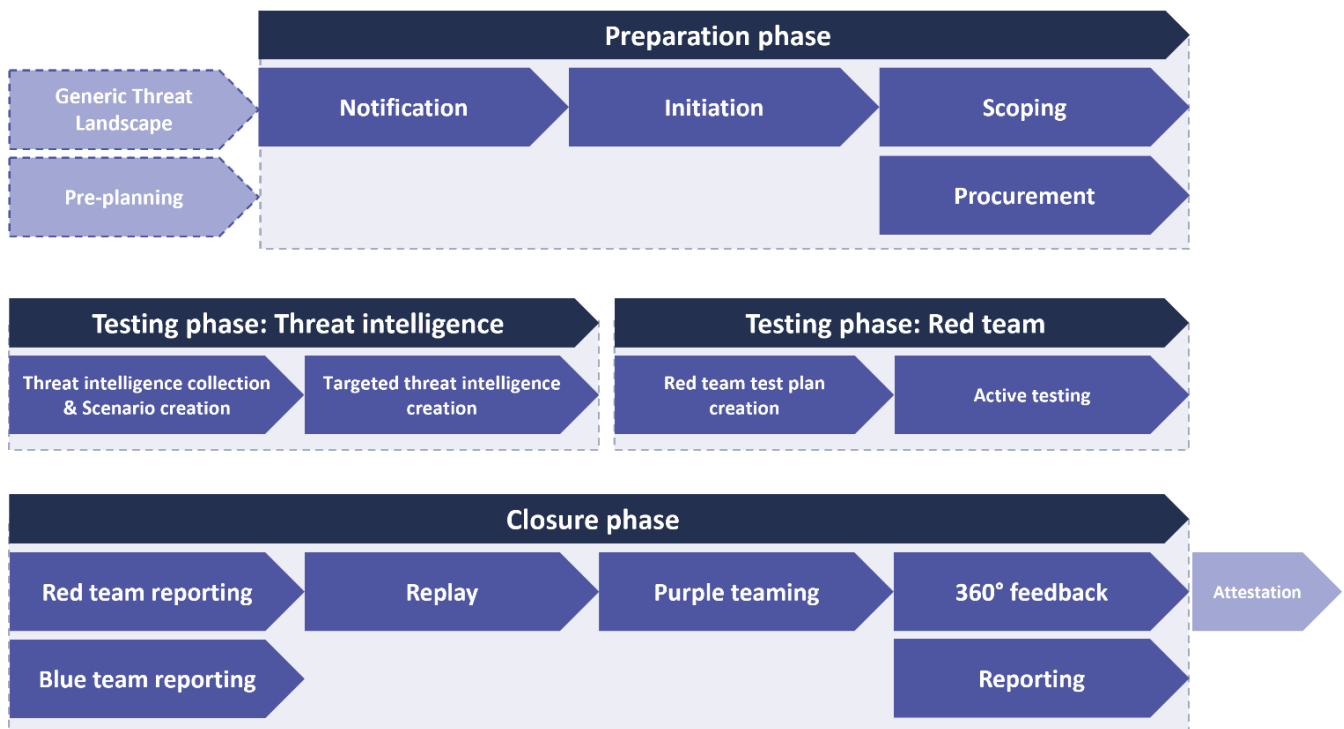 Preparation phase
Generic Threat
Landscape
Notification
Initiation
Scoping
Pre-planning
Procurement
Testing phase: Threat intelligence
Testing phase: Red team
Threat intelligence collection
& Scenario creation
Targeted threat intelligence
creation
Red team test plan
creation
Active testing
Closure phase
Red team reporting
Replay
Purple teaming
360° feedback
Attestation
Blue team reporting
Reporting